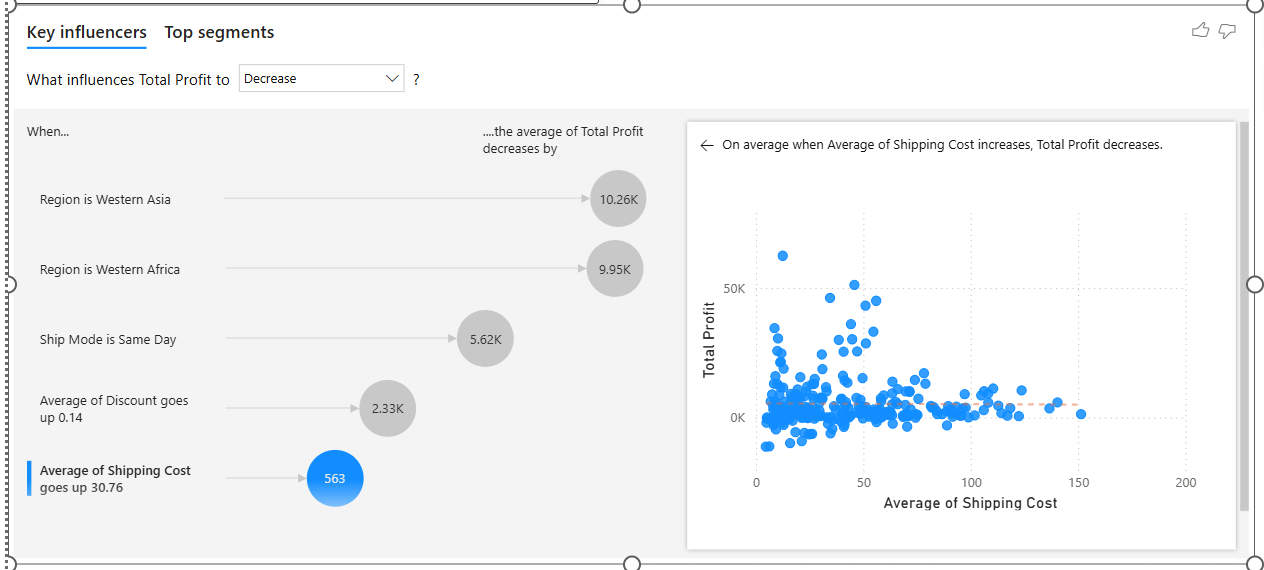 Key influencers Top segments
What influences Total Profit to Decrease ?
When...
....the average of Total Profit
decreases by
Region is Western Asia
10.26K
Region is Western Africa
9.95K
Ship Mode is Same Day
5.62K
Average of Discount goes
up 0.14
2.33K
Average of Shipping Cost
goes up 30.76
563
On average when Average of Shipping Cost increases, Total Profit decreases.
Total Profit
50K
0K
0 50 100 150 200
Average of Shipping Cost